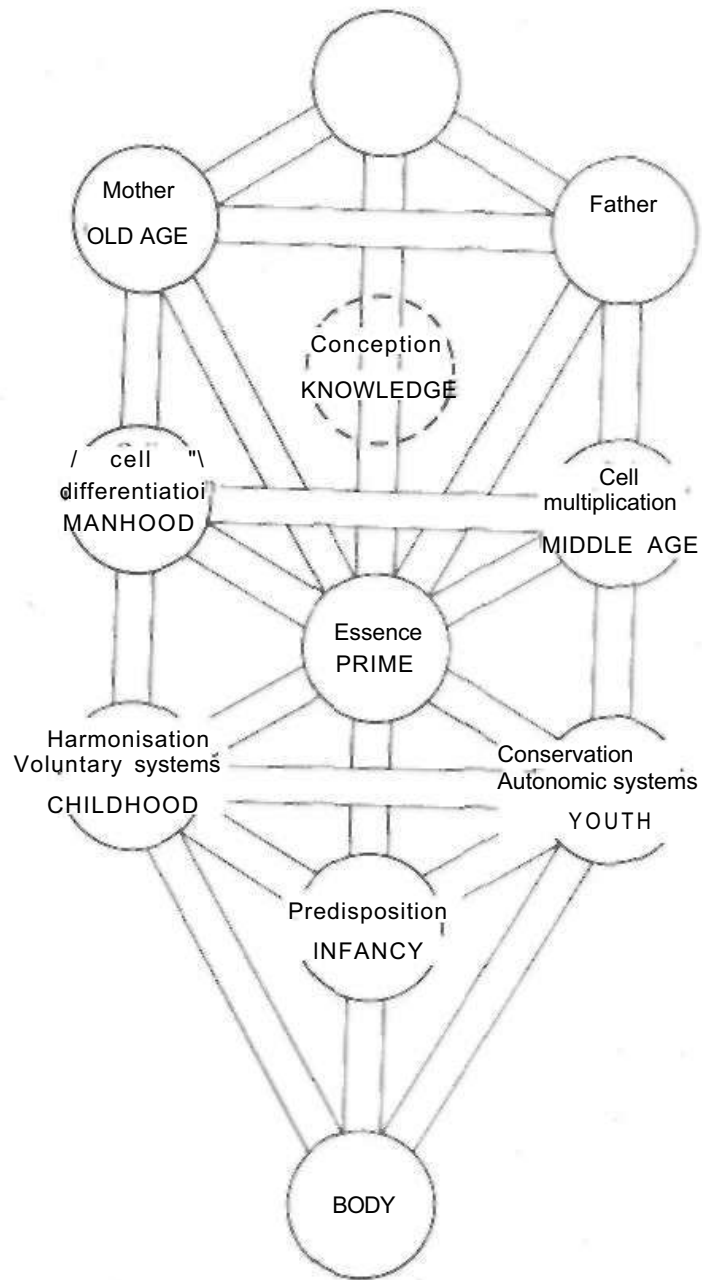 Mother
OLD AGE
Father
Conception
KNOWLEDGE
/ cell "\
differentiatioi
MANHOOD
Cell
multiplication
MIDDLE AGE
Essence
PRIME
Harmonisation
Voluntary systems
CHILDHOOD
Conservation
Autonomic systems
YOUTH
Predisposition
INFANCY
BODY